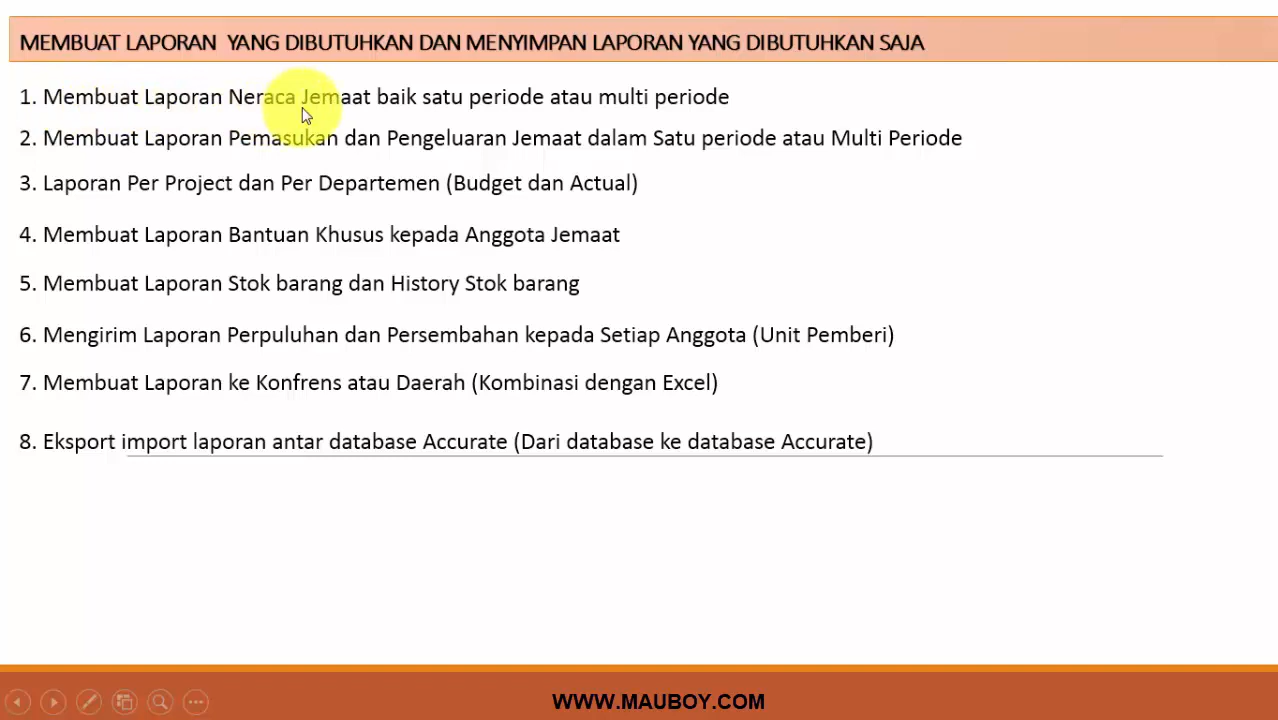 MEMBUAT LAPORAN YANG DIBUTUHKAN DAN MENYIMPAN LAPORAN YANG DIBUTUHKAN SAJA
1. Membuat Laporan Neraca Jemaat baik satu periode atau multi periode
2. Membuat Laporan Pemasukan dan Pengeluaran Jemaat dalam Satu periode atau Multi Periode
3. Laporan Per Project dan Per Departemen (Budget dan Actual)
4. Membuat Laporan Bantuan Khusus kepada Anggota Jemaat
5. Membuat Laporan Stok barang dan History Stok barang
6. Mengirim Laporan Perpuluhan dan Persembahan kepada Setiap Anggota (Unit Pemberi)
7. Membuat Laporan ke Konfrens atau Daerah (Kombinasi dengan Excel)
8. Eksport import laporan antar database Accurate (Dari database ke database Accurate)
WWW.MAUBOY.COM